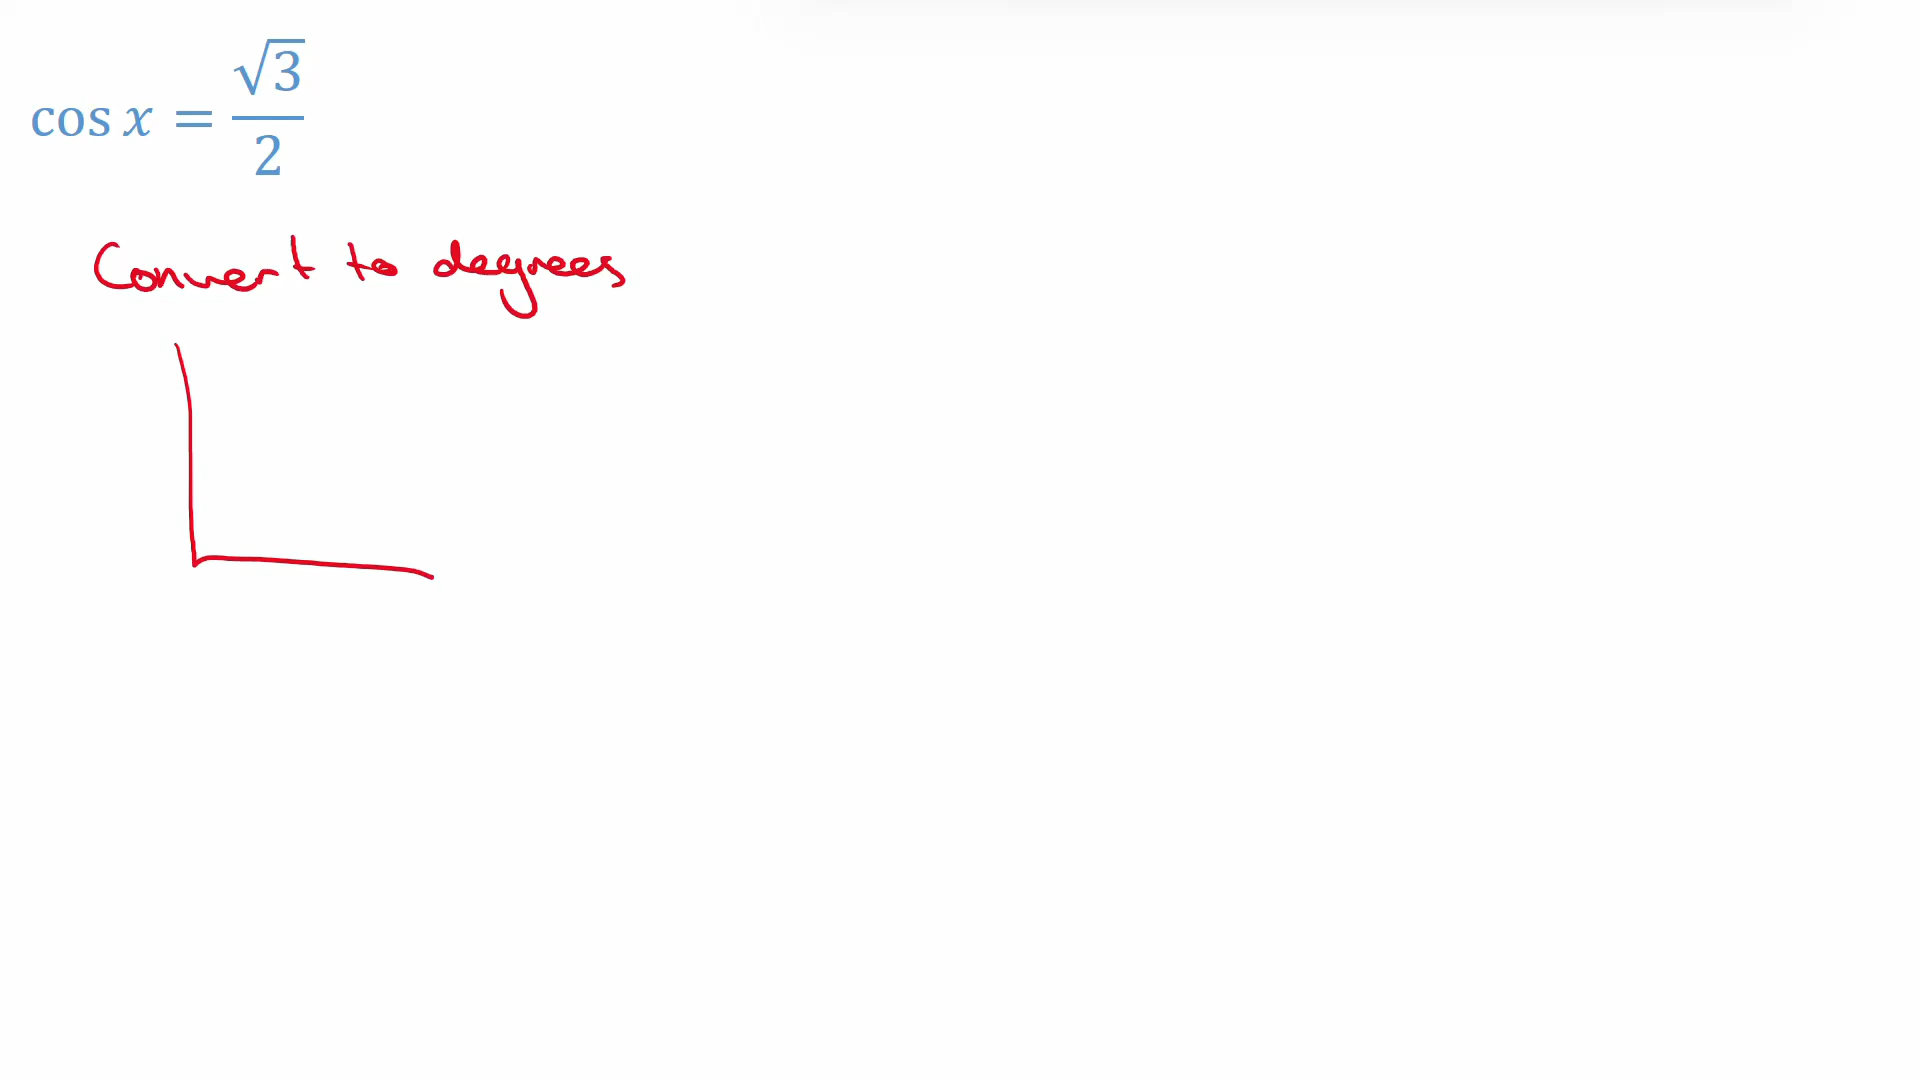 cos x = √3/2
Convert to degrees